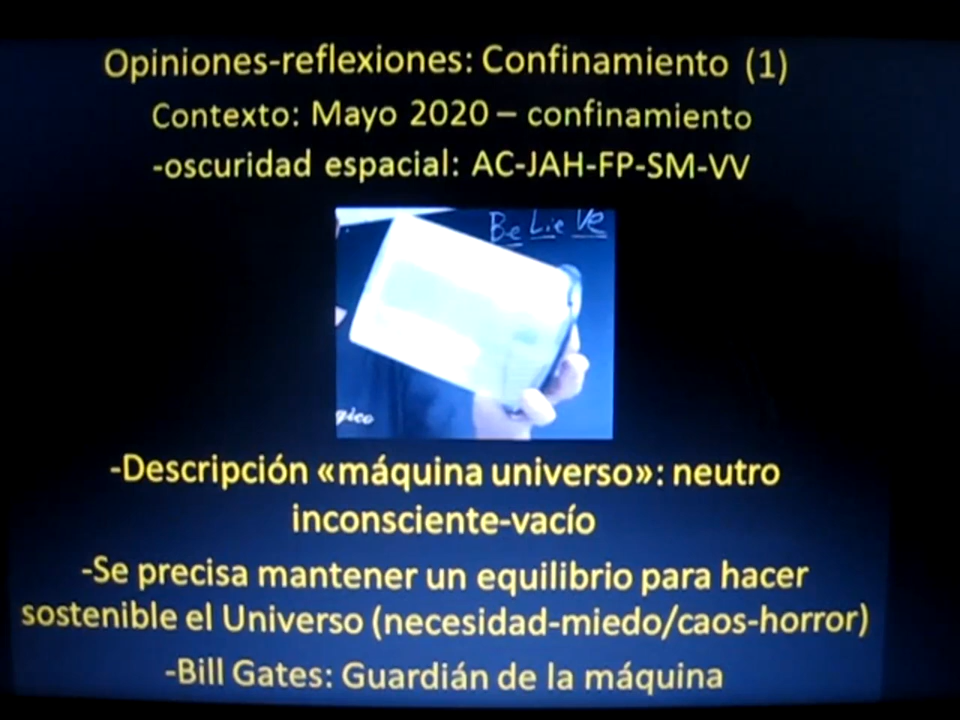 Opiniones-reflexiones: Confinamiento (1)
Contexto: Mayo 2020 – confinamiento
-oscuridad espacial: AC-JAH-FP-SM-VV
Be Lie Ve
gico
-Descripción «máquina universo»: neutro
inconsciente-vacío
-Se precisa mantener un equilibrio para hacer
sostenible el Universo (necesidad-miedo/caos-horror)
-Bill Gates: Guardián de la máquina